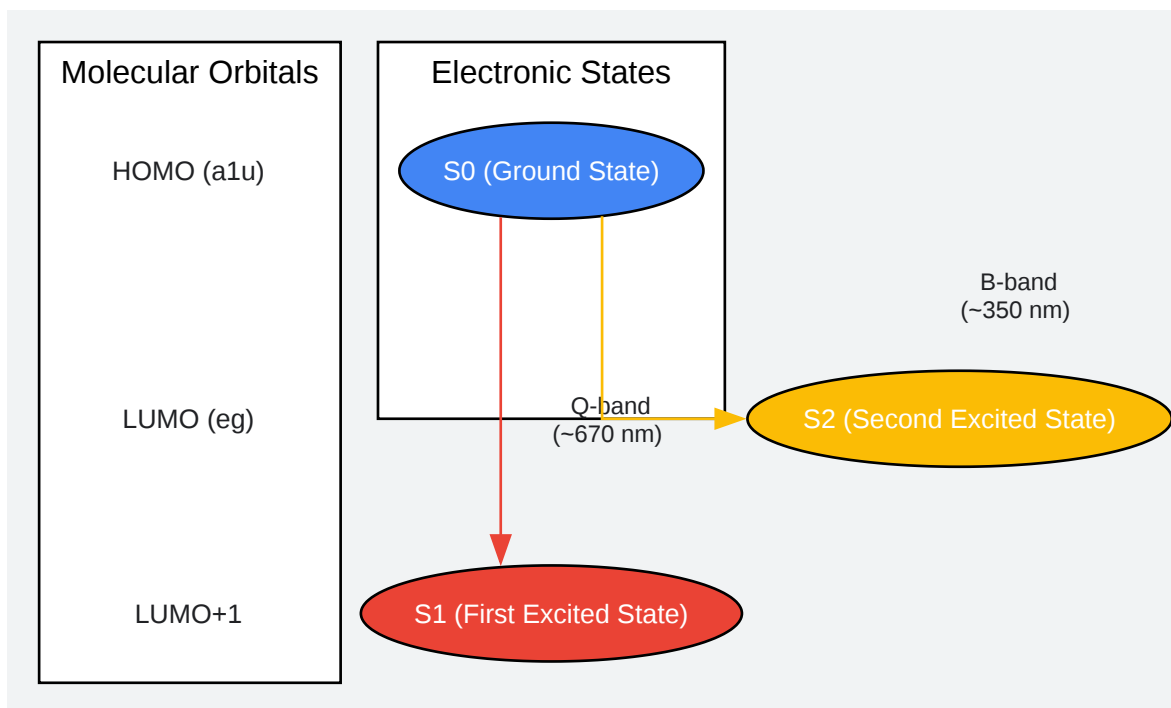 Molecular Orbitals
HOMO (a1u)
LUMO (eg)
LUMO+1
Electronic States
S0 (Ground State)
B-band
(~350 nm)
Q-band
(~670 nm)
S2 (Second Excited State)
S1 (First Excited State)